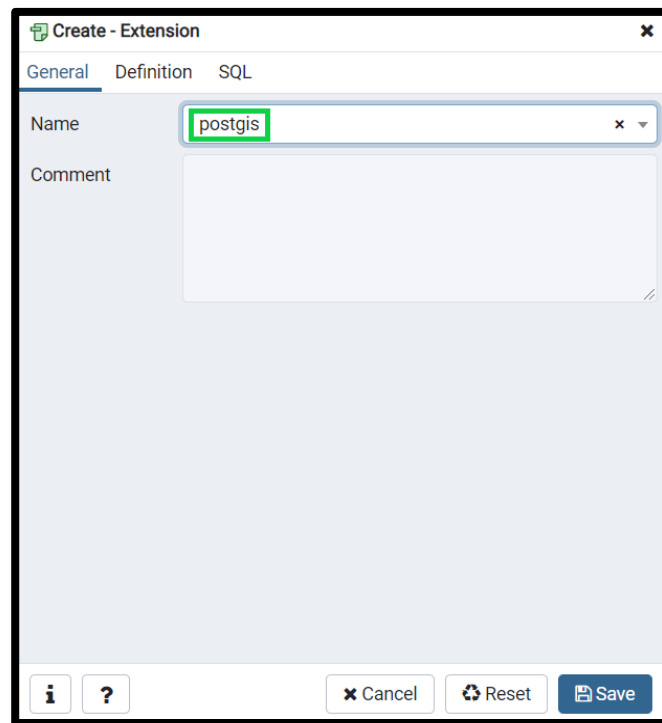 Create - Extension
General Definition SQL
Name postgis
Comment
i ? Cancel Reset Save